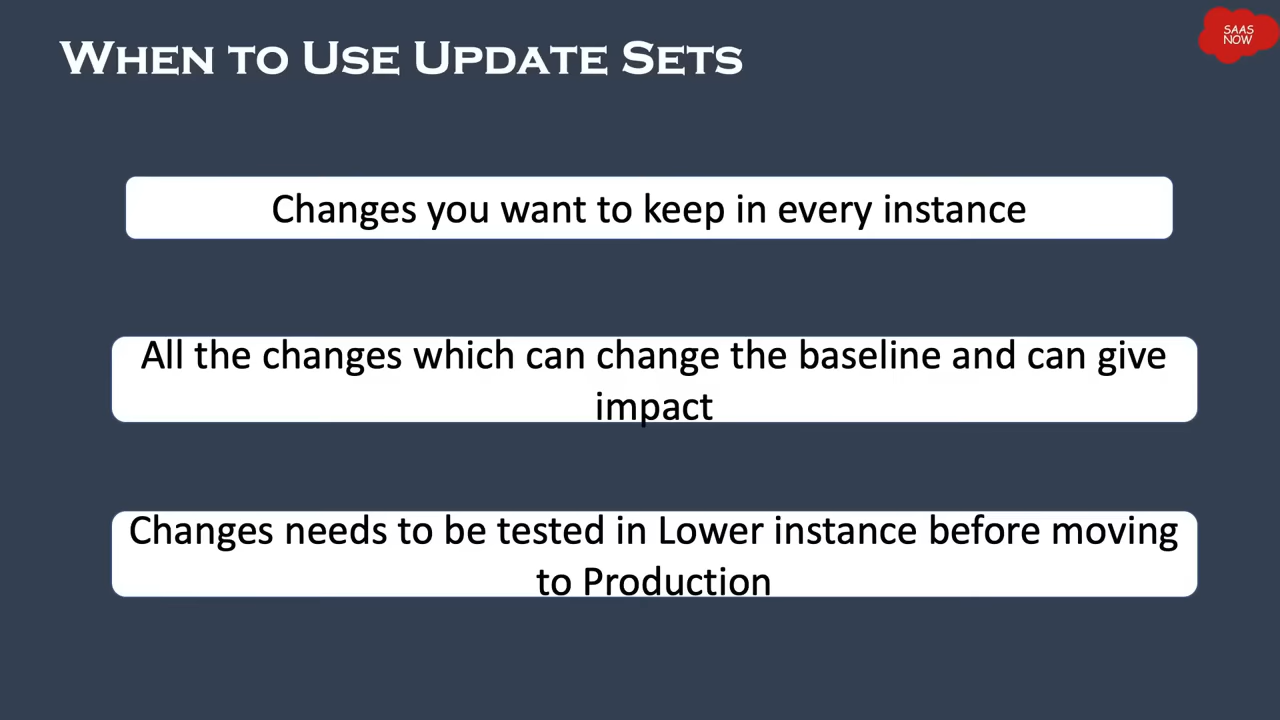 WHEN TO USE UPDATE SETS
SAAS
NOW
Changes you want to keep in every instance
All the changes which can change the baseline and can give
impact
Changes needs to be tested in Lower instance before moving
to Production